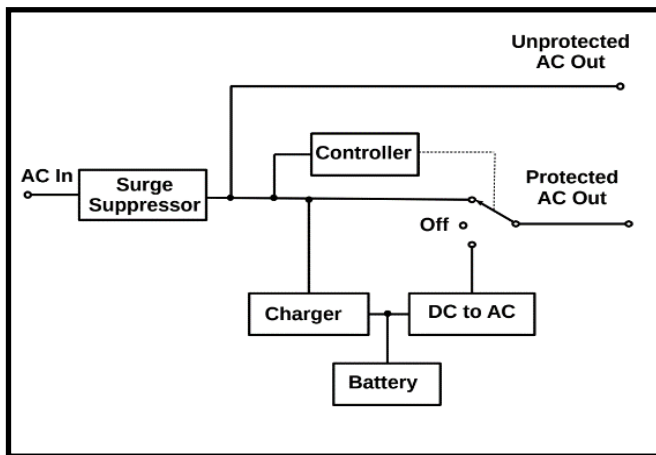 Unprotected
AC Out
Controller
AC In
Surge
Suppressor
Protected
AC Out
Off
Charger
DC to AC
Battery